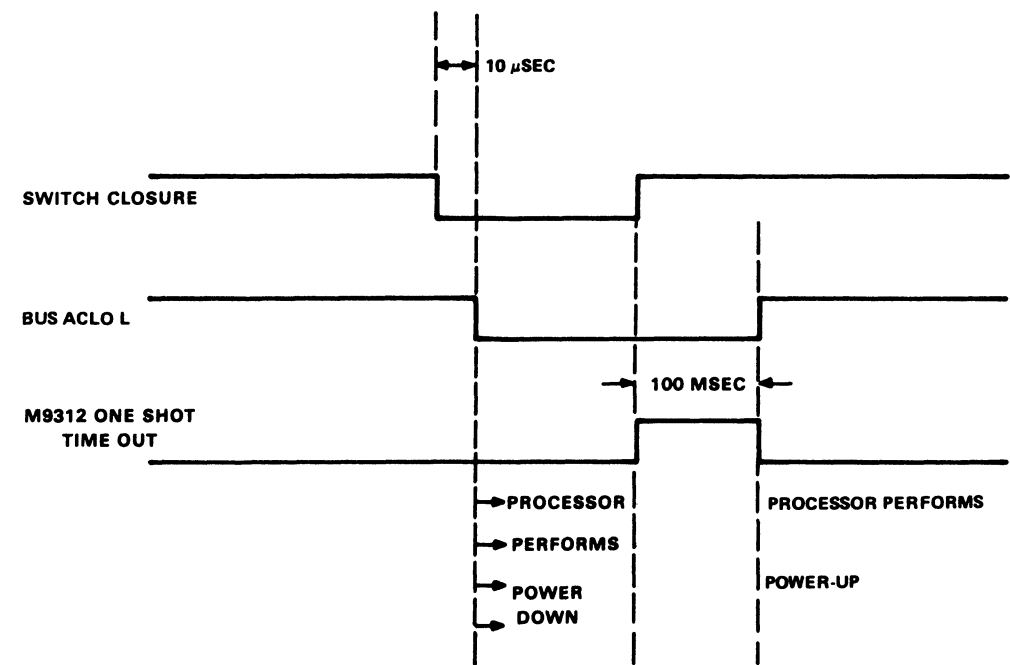 10 µSEC
SWITCH CLOSURE
BUS ACLO L
100 MSEC
M9312 ONE SHOT
TIME OUT
PROCESSOR
PERFORMS
POWER
DOWN
PROCESSOR PERFORMS
POWER-UP